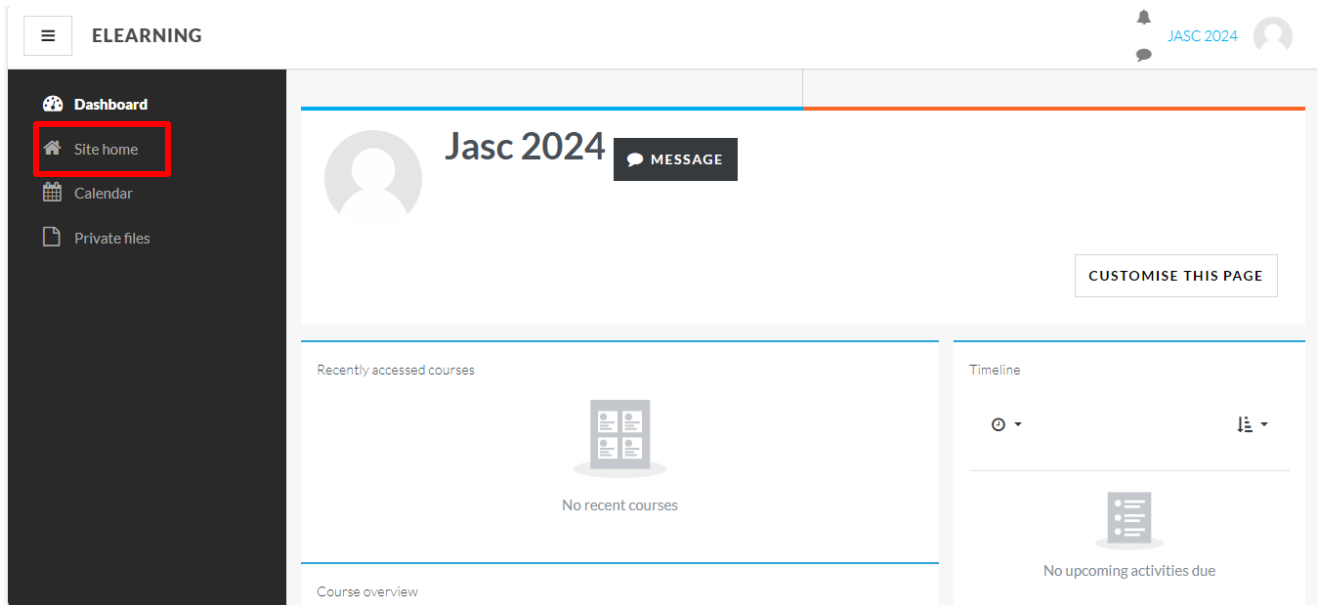 ELEARNING
JASC 2024
Dashboard
Site home
Calendar
Private files
Jasc 2024
MESSAGE
CUSTOMISE THIS PAGE
Recently accessed courses
No recent courses
Course overview
Timeline
No upcoming activities due